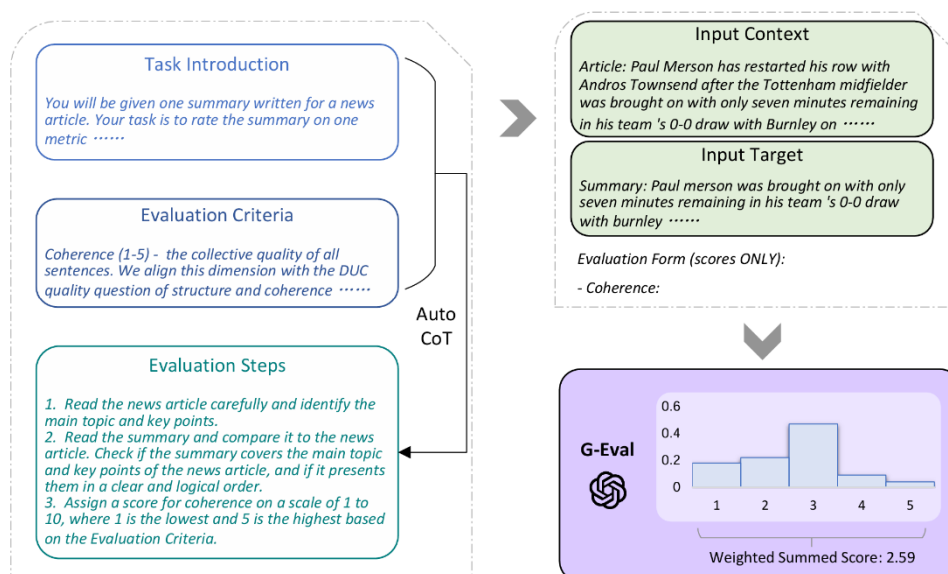 Task Introduction
You will be given one summary written for a news
article. Your task is to rate the summary on one
metric ······
Evaluation Criteria
Coherence (1-5) - the collective quality of all
sentences. We align this dimension with the DUC
quality question of structure and coherence ······
Auto
CoT
Evaluation Steps
1. Read the news article carefully and identify the
main topic and key points.
2. Read the summary and compare it to the news
article. Check if the summary covers the main topic
and key points of the news article, and if it presents
them in a clear and logical order.
3. Assign a score for coherence on a scale of 1 to
10, where 1 is the lowest and 5 is the highest based
on the Evaluation Criteria.
Input Context
Article: Paul Merson has restarted his row with
Andros Townsend after the Tottenham midfielder
was brought on with only seven minutes remaining
in his team 's 0-0 draw with Burnley on ······
Input Target
Summary: Paul merson was brought on with only
seven minutes remaining in his team 's 0-0 draw
with burnley ······
Evaluation Form (scores ONLY):
- Coherence:
G-Eval
0.6
0.4
0.2
0
1 2 3 4 5
Weighted Summed Score: 2.59